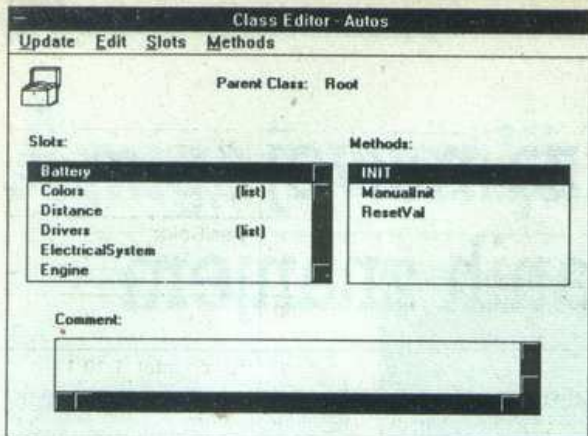 Class Editor - Autos
Update Edit Slots Methods
Parent Class: Root
Slots:
Battery
Colors (list)
Distance
Drivers (list)
ElectricalSystem
Engine
Methods:
INIT
ManualInit
ResetVal
Comment: